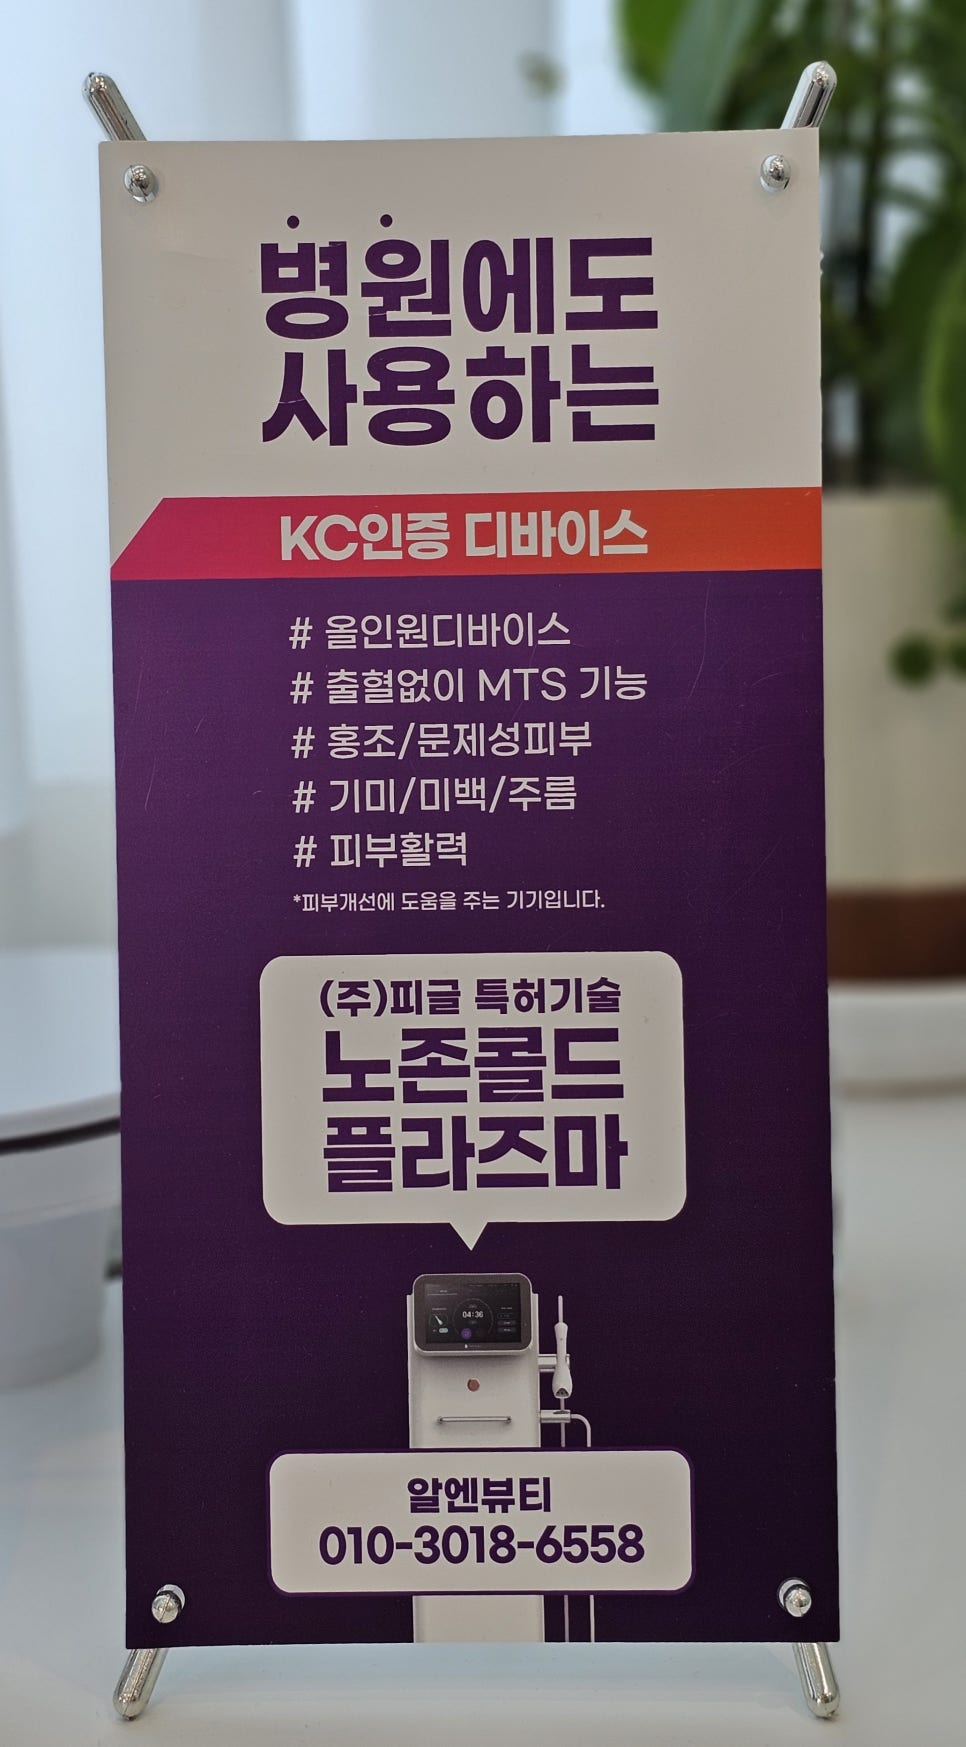 병원에도
사용하는
KC인증 디바이스
# 올인원디바이스
# 출혈없이 MTS 기능
# 홍조/문제성피부
# 기미/미백/주름
# 피부활력
*피부개선에 도움을 주는 기기입니다.
(주)피글 특허기술
노존콜드
플라즈마
04:36
알엔뷰티
010-3018-6558